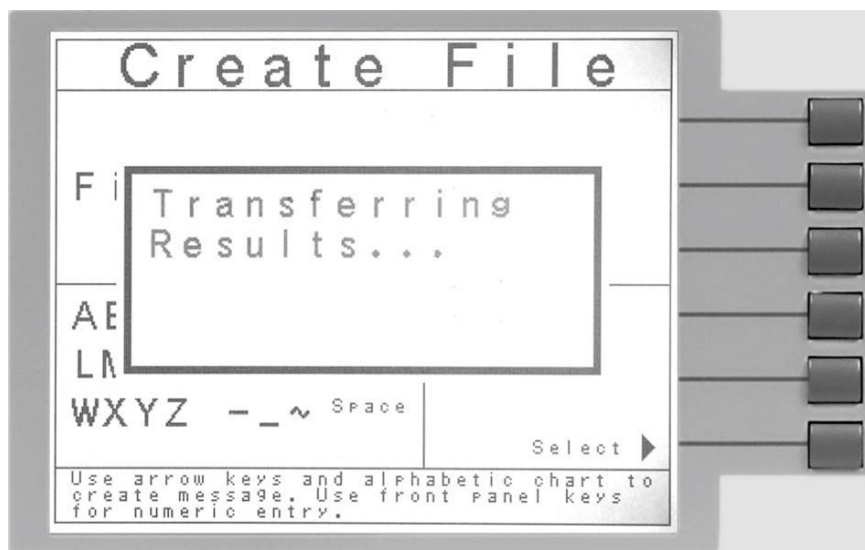 Create File
Fi
Transferring
Results...
AB
LM
WXYZ -_~ Space
Select ▶
Use arrow keys and alphabetic chart to
create message. Use front panel keys
for numeric entry.